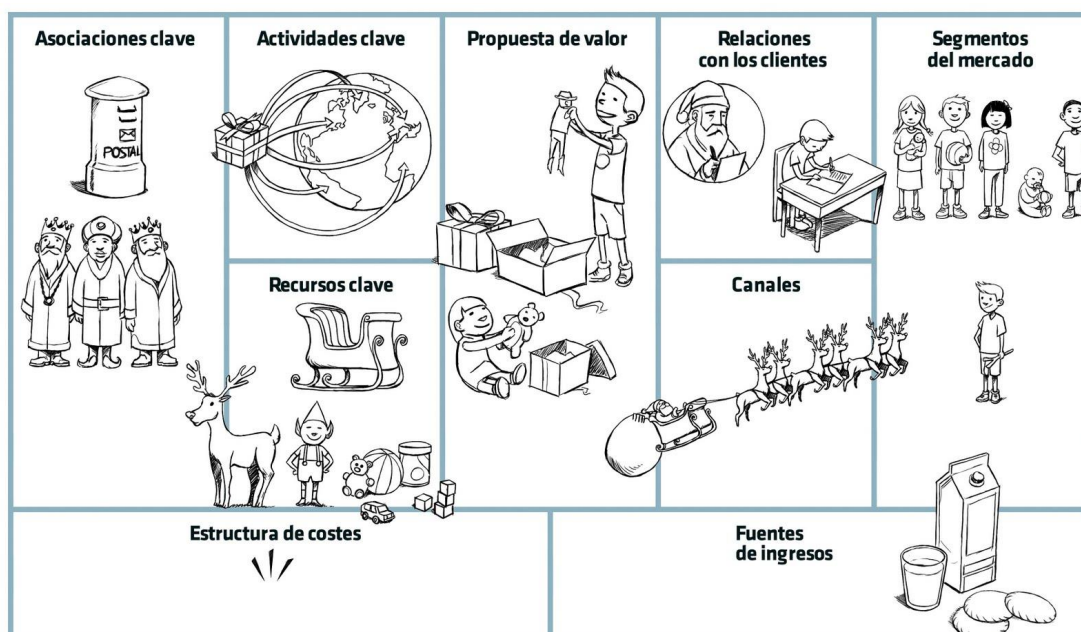 Asociaciones clave
POSTAL
Actividades clave
Recursos clave
Propuesta de valor
Relaciones
con los clientes
Canales
Segmentos
del mercado
Estructura de costes
Fuentes
de ingresos